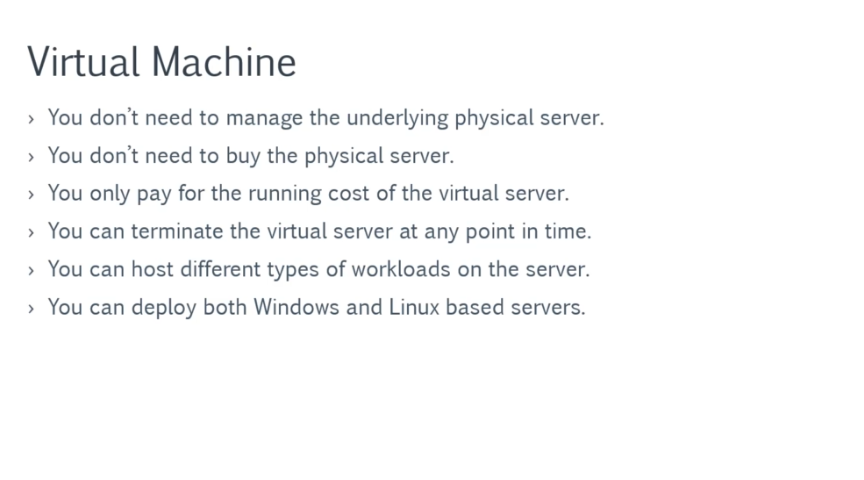 Virtual Machine
› You don’t need to manage the underlying physical server.
› You don’t need to buy the physical server.
› You only pay for the running cost of the virtual server.
› You can terminate the virtual server at any point in time.
› You can host different types of workloads on the server.
› You can deploy both Windows and Linux based servers.